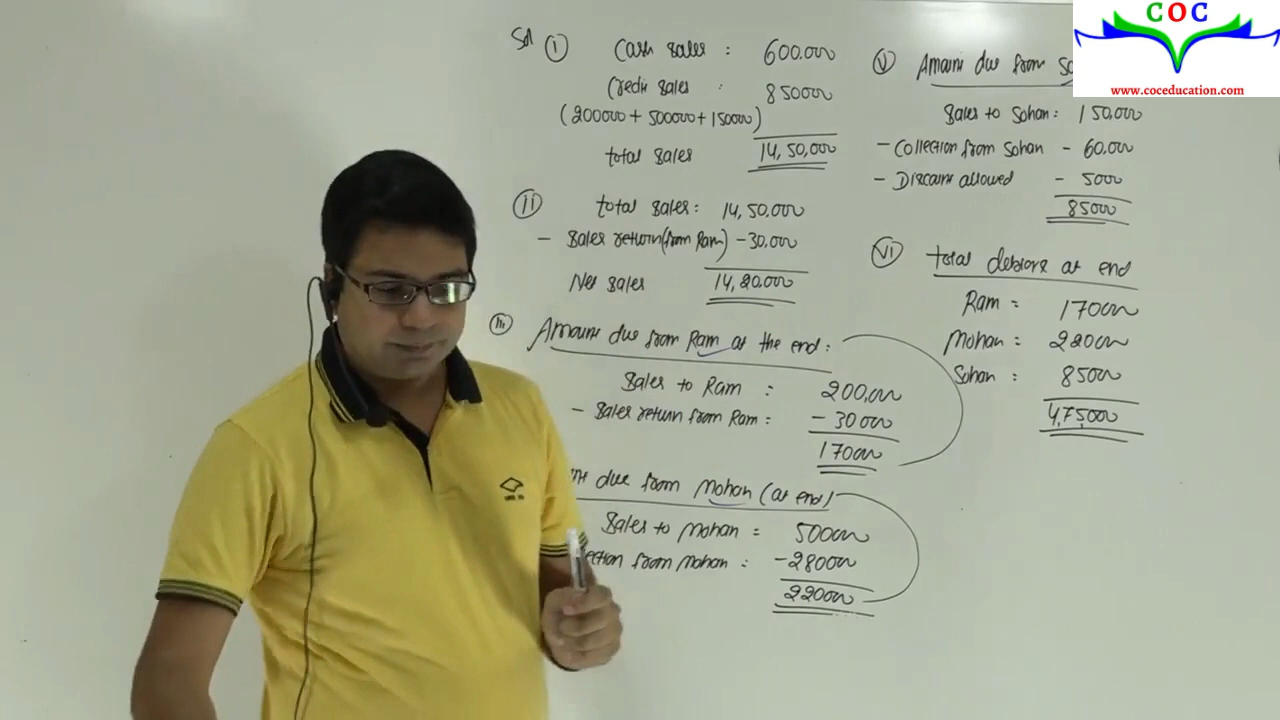 Sol (i) Cash sales : 600,000
Credit sales : 850000
(200000 + 500000 + 150000)
total sales 14,50,000
(ii) total sales: 14,50,000
- Sales return (from Ram) - 30,000
Net sales 14,20,000
(iii) Amount due from Ram at the end:
Sales to Ram : 200,000
- Sales return from Ram: - 30000
170000
due from Mohan (at end)
Sales to Mohan = 500000
from Mohan : - 280000
220000
(v) Amount due from
Sales to Sohan: 150,000
- Collection from Sohan - 60,000
- Discount allowed - 5000
85000
(vi) total debtors at end
Ram = 170000
Mohan = 220000
Sohan : 85000
4,75,000
COC
www.coceducation.com